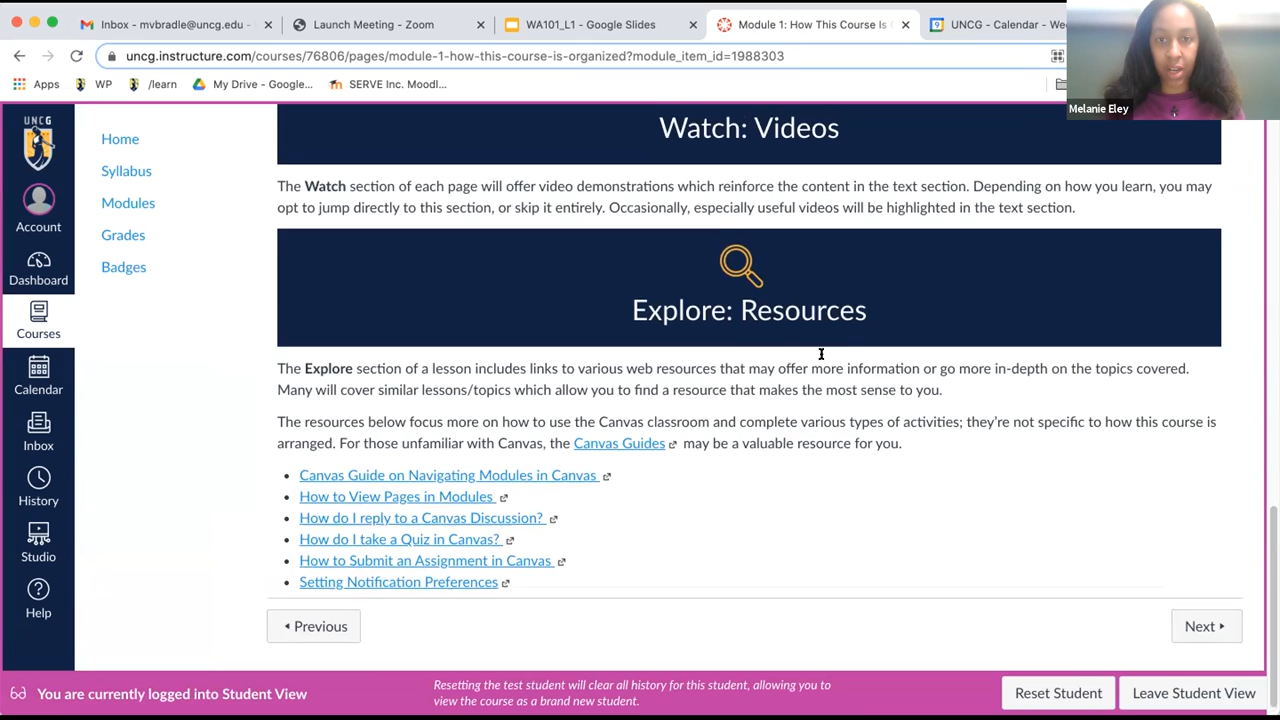 Inbox - mvbradle@uncg.edu -
Launch Meeting - Zoom
WA101_L1 - Google Slides
Module 1: How This Course Is
UNCG - Calendar - We
uncg.instructure.com/courses/76806/pages/module-1-how-this-course-is-organized?module_item_id=1988303
Apps
WP
/learn
My Drive - Google...
SERVE Inc. Moodl...
Melanie Eley
UNCG
Account
Dashboard
Courses
Calendar
Inbox
History
Studio
Help
Home
Syllabus
Modules
Grades
Badges
Watch: Videos
The Watch section of each page will offer video demonstrations which reinforce the content in the text section. Depending on how you learn, you may
opt to jump directly to this section, or skip it entirely. Occasionally, especially useful videos will be highlighted in the text section.
Explore: Resources
The Explore section of a lesson includes links to various web resources that may offer more information or go more in-depth on the topics covered.
Many will cover similar lessons/topics which allow you to find a resource that makes the most sense to you.
The resources below focus more on how to use the Canvas classroom and complete various types of activities; they're not specific to how this course is
arranged. For those unfamiliar with Canvas, the Canvas Guides may be a valuable resource for you.
Canvas Guide on Navigating Modules in Canvas
How to View Pages in Modules
How do I reply to a Canvas Discussion?
How do I take a Quiz in Canvas?
How to Submit an Assignment in Canvas
Setting Notification Preferences
Previous
Next
You are currently logged into Student View
Resetting the test student will clear all history for this student, allowing you to
view the course as a brand new student.
Reset Student
Leave Student View